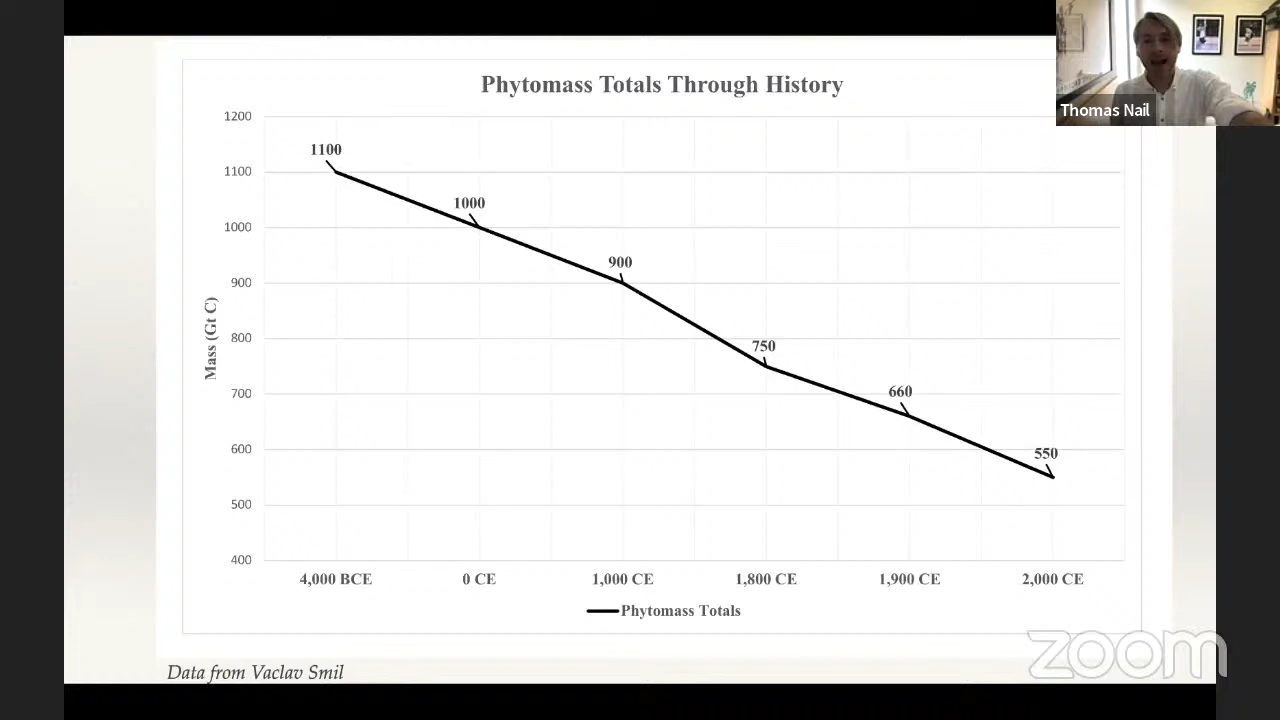 Phytomass Totals Through History
Thomas Nail
1200
1100
1000
900
800
700
600
500
400
Mass (Gt C)
1100
1000
900
750
660
550
4,000 BCE
0 CE
1,000 CE
1,800 CE
1,900 CE
2,000 CE
Phytomass Totals
zoom
Data from Vaclav Smil